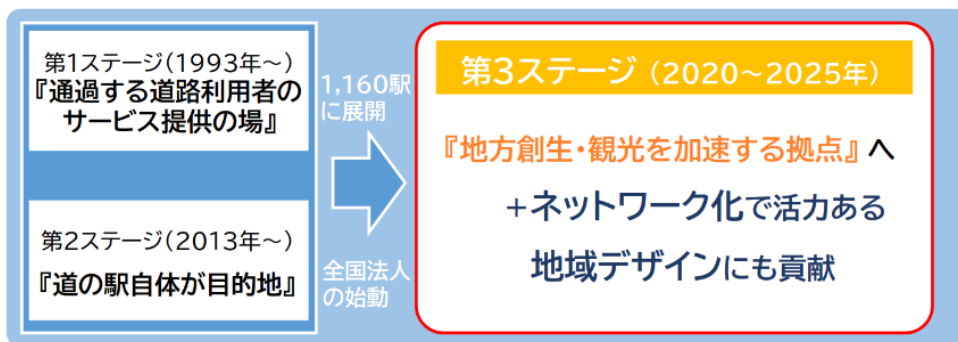 第1ステージ(1993年~)
『通過する道路利用者の
サービス提供の場』
第2ステージ(2013年~)
『道の駅自体が目的地』
1,160駅
に展開
全国法人
の始動
第3ステージ (2020~2025年)
『地方創生・観光を加速する拠点』へ
+ネットワーク化で活力ある
地域デザインにも貢献